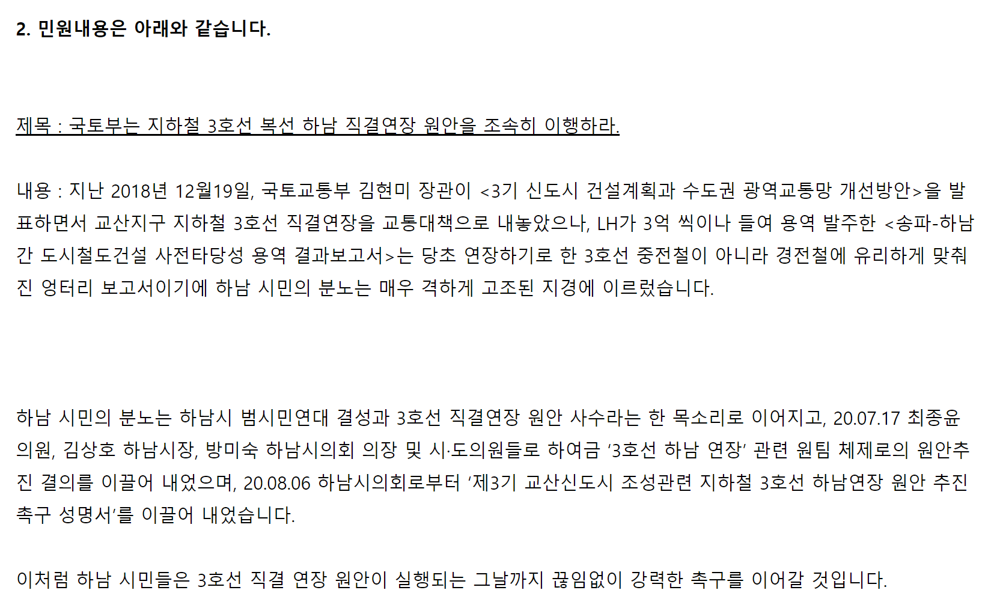 2. 민원내용은 아래와 같습니다.
제목 : 국토부는 지하철 3호선 복선 하남 직결연장 원안을 조속히 이행하라.
내용 : 지난 2018년 12월19일, 국토교통부 김현미 장관이 <3기 신도시 건설계획과 수도권 광역교통망 개선방안>을 발
표하면서 교산지구 지하철 3호선 직결연장을 교통대책으로 내놓았으나, LH가 3억 씩이나 들여 용역 발주한 <송파-하남
간 도시철도건설 사전타당성 용역 결과보고서>는 당초 연장하기로 한 3호선 중전철이 아니라 경전철에 유리하게 맞춰
진 엉터리 보고서이기에 하남 시민의 분노는 매우 격하게 고조된 지경에 이르렀습니다.
하남 시민의 분노는 하남시 범시민연대 결성과 3호선 직결연장 원안 사수라는 한 목소리로 이어지고, 20.07.17 최종윤
의원, 김상호 하남시장, 방미숙 하남시의회 의장 및 시·도의원들로 하여금 ‘3호선 하남 연장’ 관련 원팀 체제로의 원안추
진 결의를 이끌어 내었으며, 20.08.06 하남시의회로부터 ‘제3기 교산신도시 조성관련 지하철 3호선 하남연장 원안 추진
촉구 성명서’를 이끌어 내었습니다.
이처럼 하남 시민들은 3호선 직결 연장 원안이 실행되는 그날까지 끊임없이 강력한 촉구를 이어갈 것입니다.